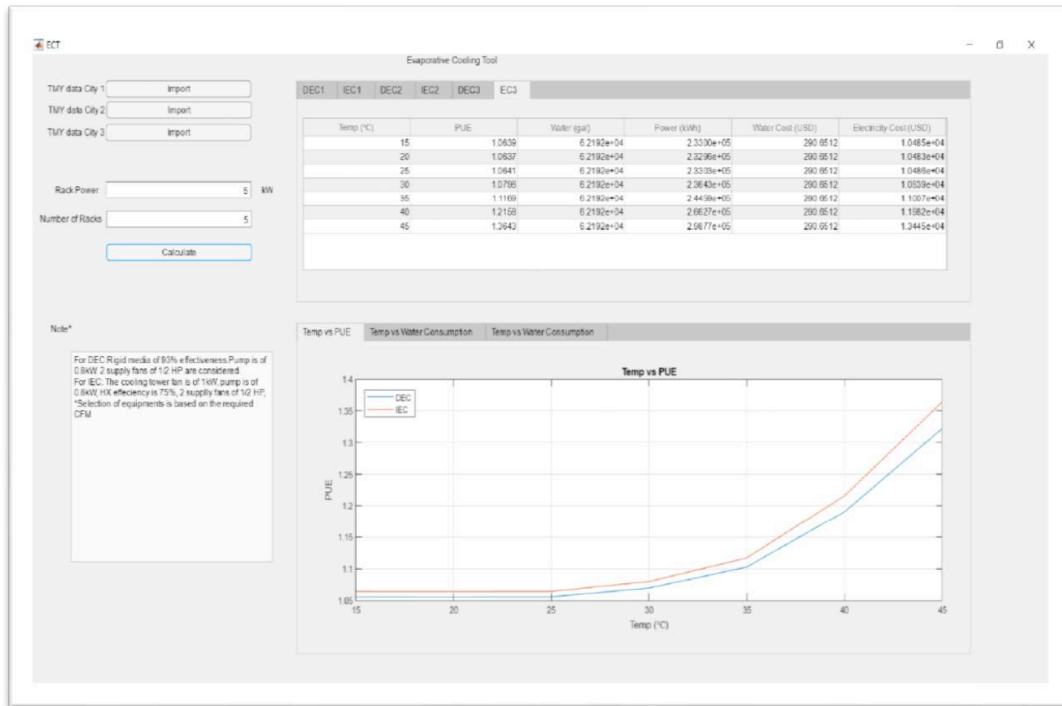 ECT
Evaporative Cooling Tool
TMY data City 1 Import
TMY data City 2 Import
TMY data City 3 Import
Rack Power 5 kW
Number of Racks 5
Calculate
DEC1 IEC1 DEC2 IEC2 DEC3 EC3
Temp (°C) PUE Water (gal) Power (kWh) Water Cost (USD) Electricity Cost (USD)
15 1.0639 6.2192e+04 2.3300e+05 290.6512 1.0485e+04
20 1.0637 6.2192e+04 2.3296e+05 290.6512 1.0483e+04
25 1.0641 6.2192e+04 2.3303e+05 290.6512 1.0486e+04
30 1.0796 6.2192e+04 2.3643e+05 290.6512 1.0639e+04
35 1.1169 6.2192e+04 2.4459e+05 290.6512 1.1007e+04
40 1.2158 6.2192e+04 2.6627e+05 290.6512 1.1982e+04
45 1.3643 6.2192e+04 2.9877e+05 290.6512 1.3445e+04
Note*
For DEC:Rigid media of 93% effectiveness.Pump is of
0.8kW. 2 supply fans of 1/2 HP are considered.
For IEC: The cooling tower fan is of 1kW, pump is of
0.8kW, HX effeciency is 75%, 2 supplly fans of 1/2 HP,
*Selection of equipments is based on the required
CFM
Temp vs PUE Temp vs Water Consumption Temp vs Water Consumption
Temp vs PUE
DEC
IEC
1.4
1.35
1.3
1.25
1.2
1.15
1.1
1.05
PUE
15 20 25 30 35 40 45
Temp (°C)